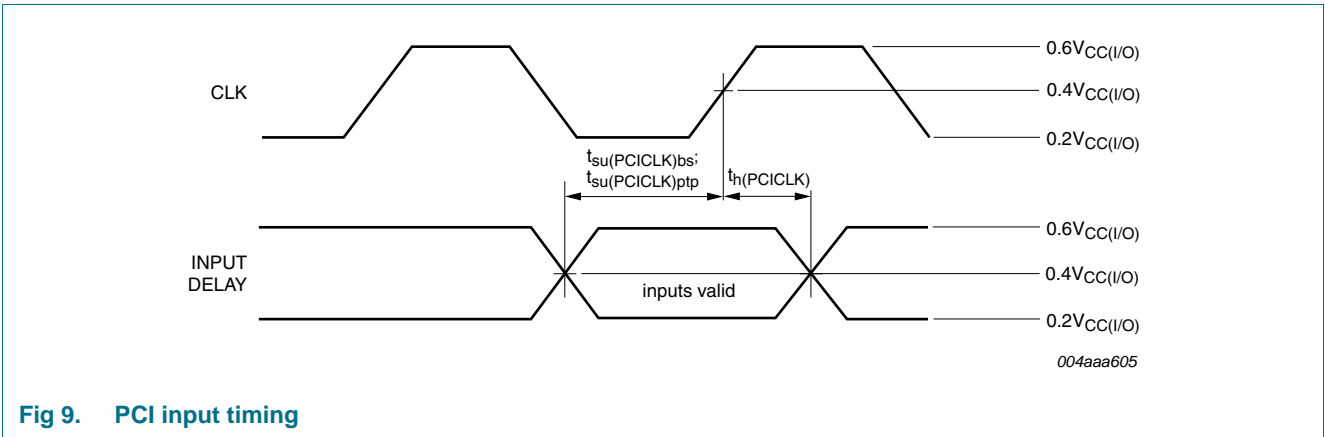 CLK
0.6VCC(I/O)
0.4VCC(I/O)
0.2VCC(I/O)
tsu(PCICLK)bs;
tsu(PCICLK)ptp
th(PCICLK)
INPUT
DELAY
inputs valid
0.6VCC(I/O)
0.4VCC(I/O)
0.2VCC(I/O)
004aaa605
Fig 9. PCI input timing